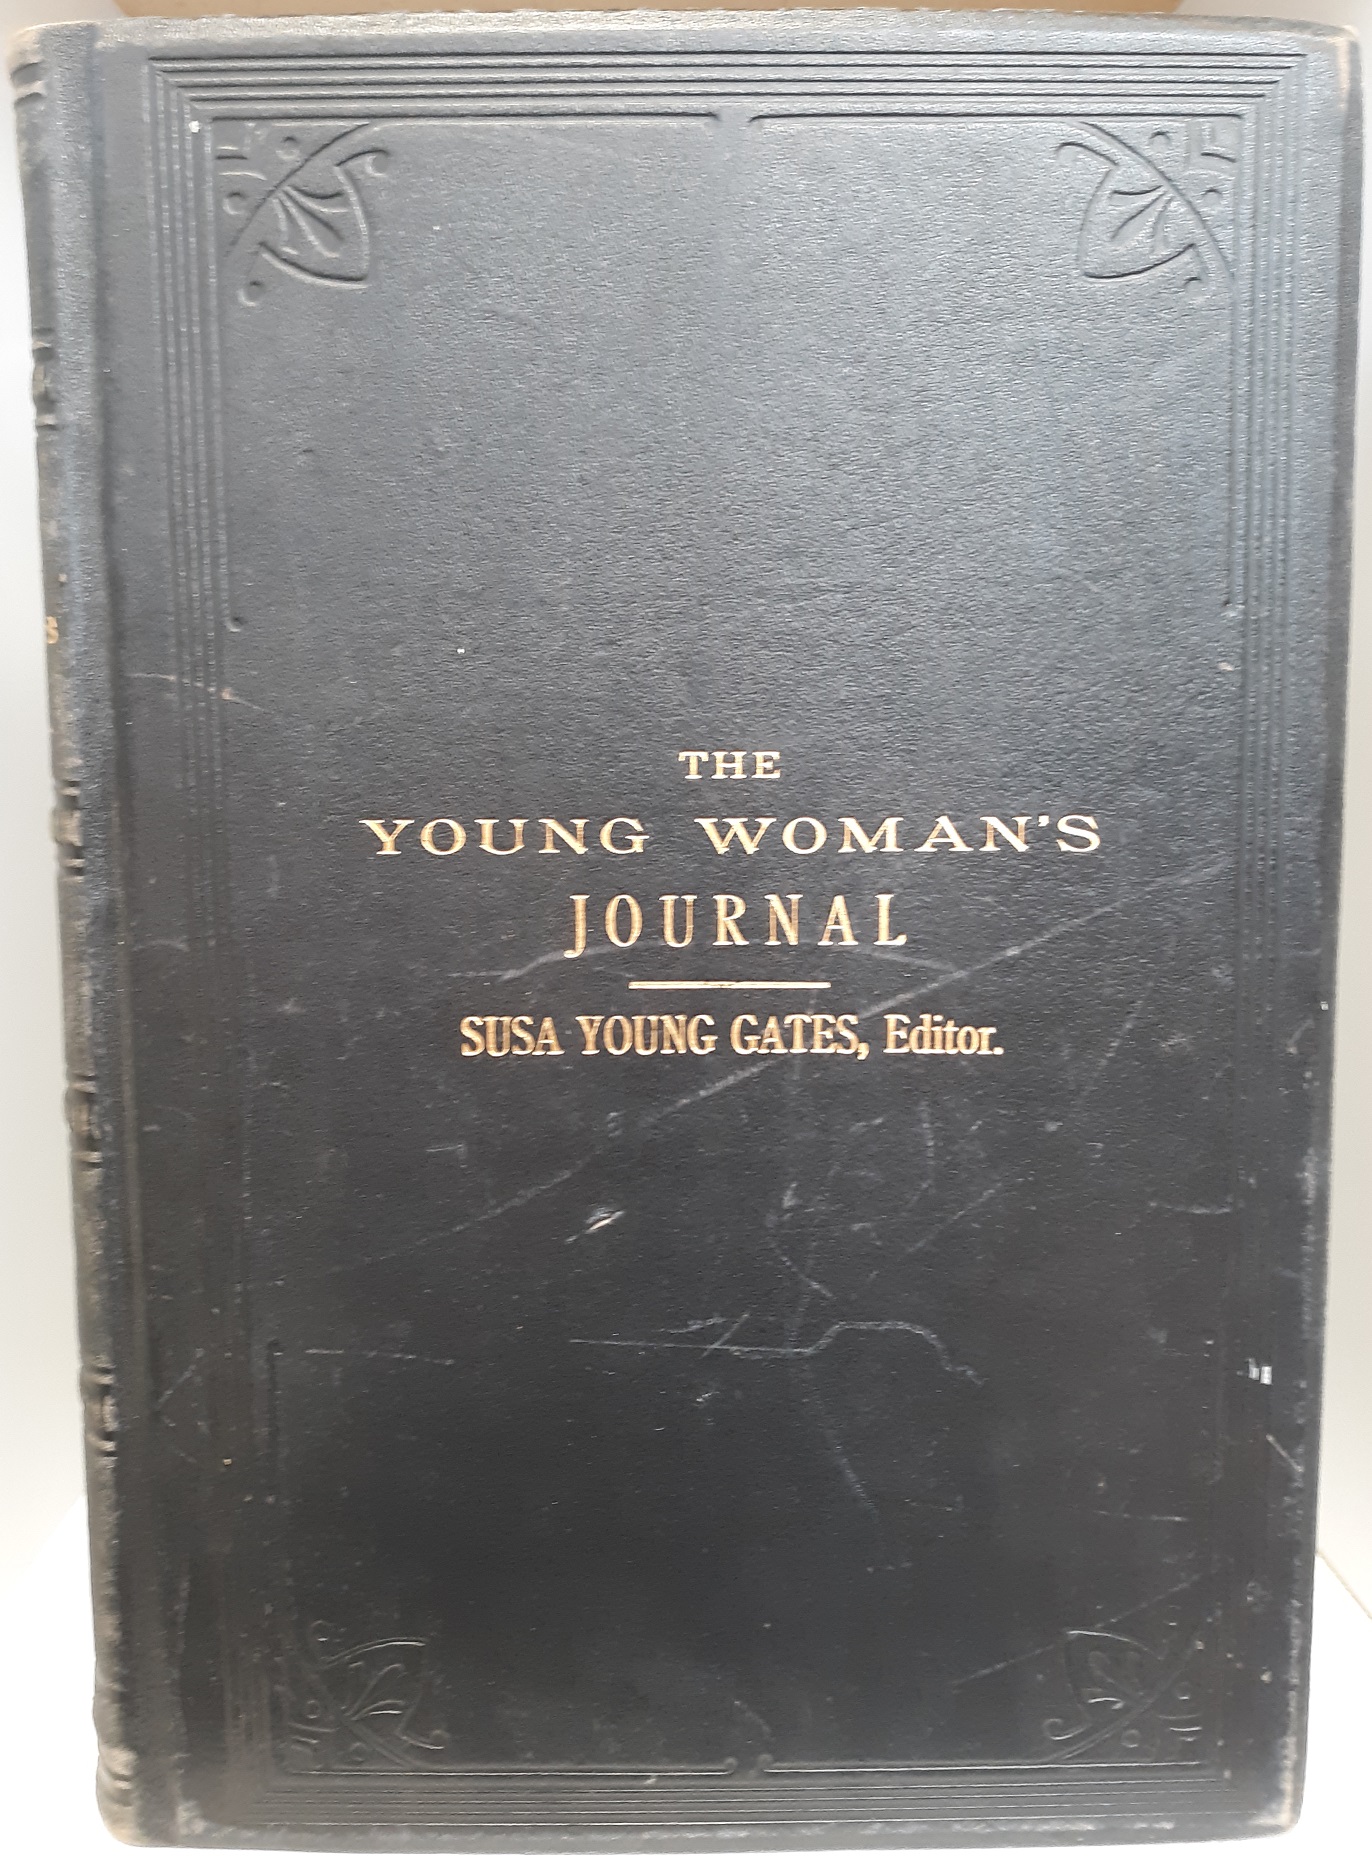 THE
YOUNG WOMAN'S
JOURNAL
SUSA YOUNG GATES, Editor.